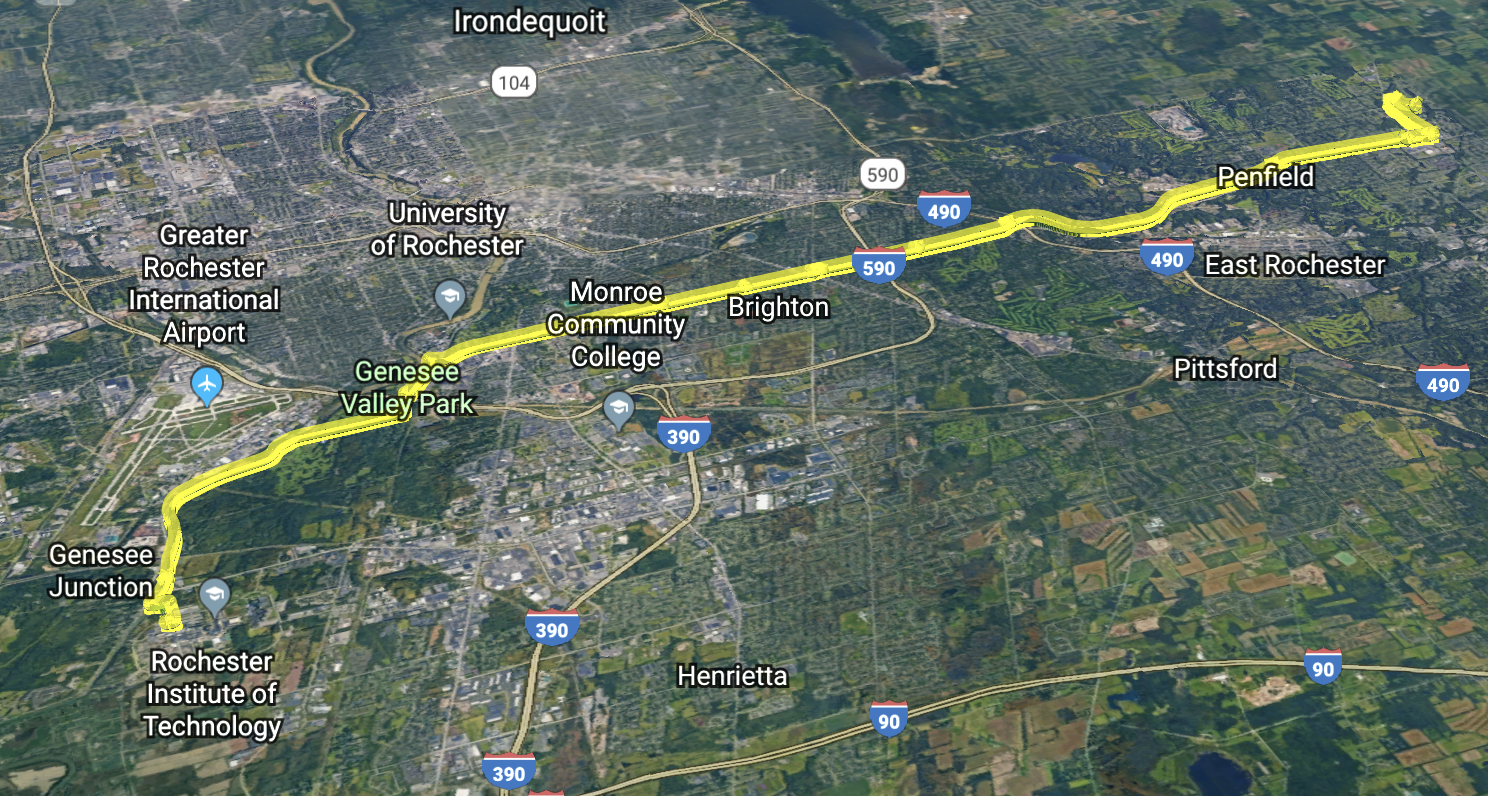 Irondequoit
104
590
490
University
of Rochester
Penfield
Greater
Rochester
International
Airport
590
490
East Rochester
Monroe
Community
College
Brighton
Genesee
Valley Park
Pittsford
490
390
Genesee
Junction
390
Rochester
Institute of
Technology
Henrietta
90
90
390